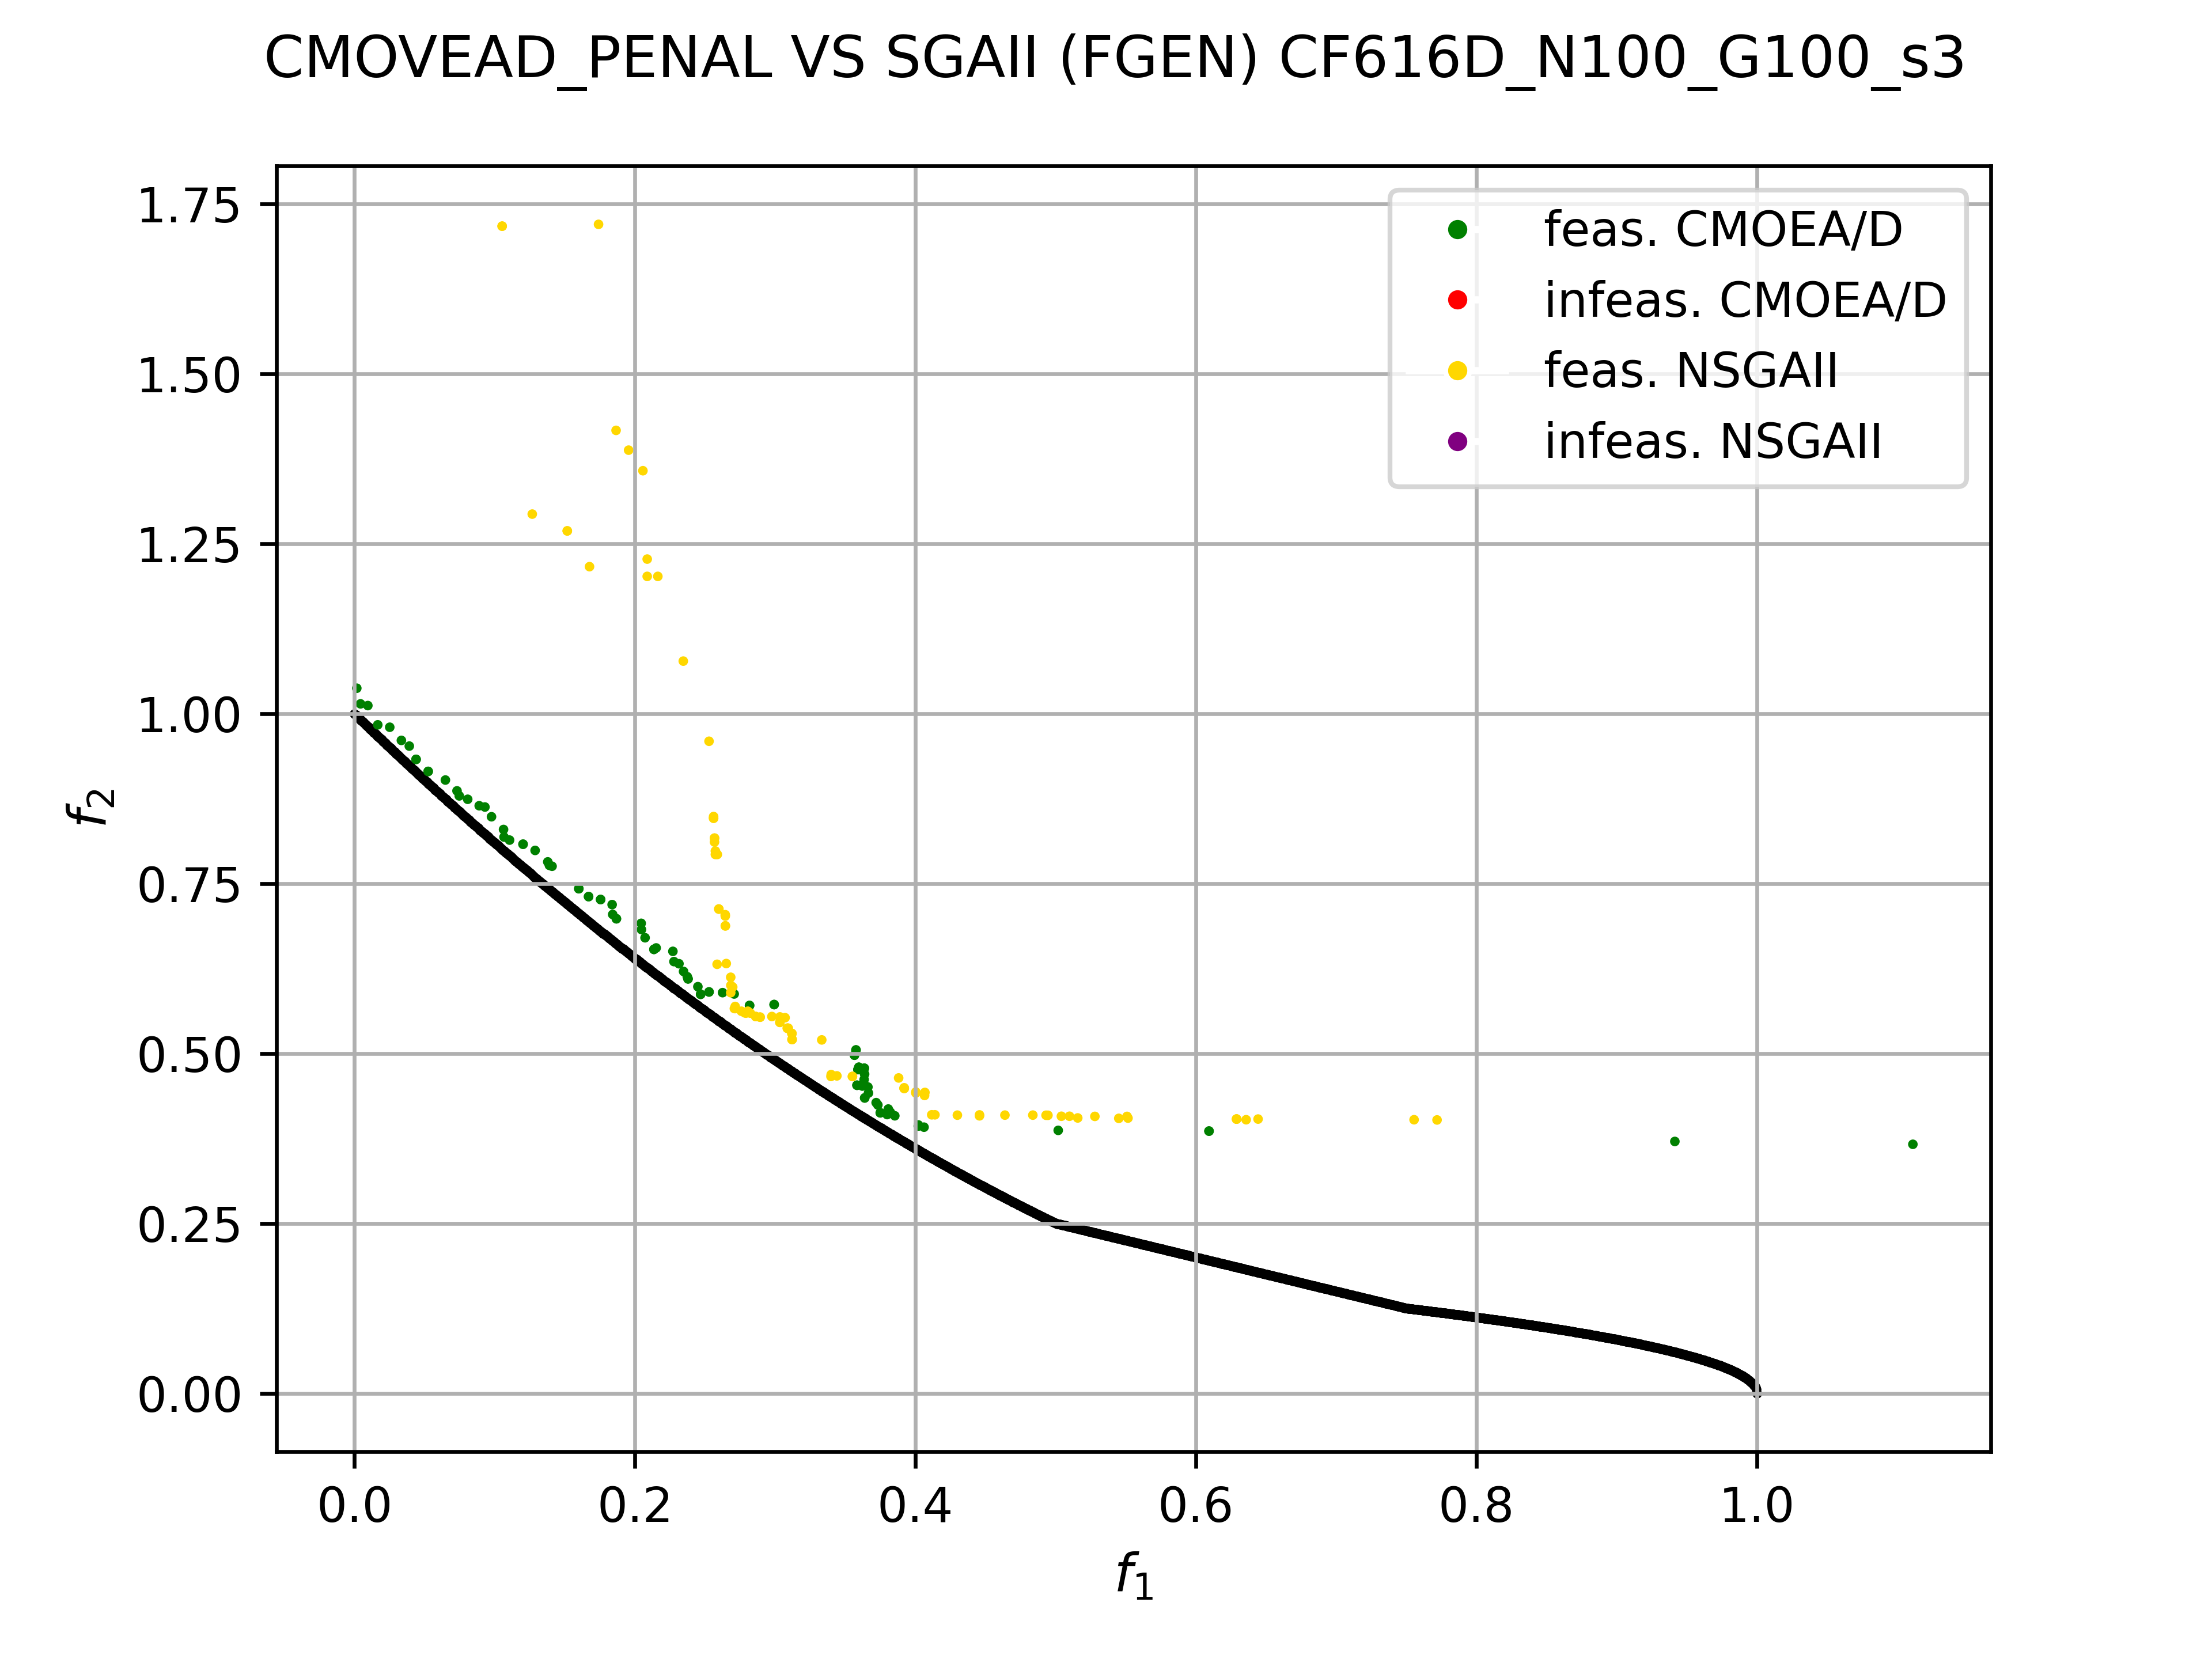 CMOVEAD_PENAL VS SGAII (FGEN) CF616D_N100_G100_s3
1.75
1.50
1.25
1.00
0.75
0.50
0.25
0.00
f2
feas. CMOEA/D
infeas. CMOEA/D
feas. NSGAII
infeas. NSGAII
0.0 0.2 0.4 0.6 0.8 1.0
f1